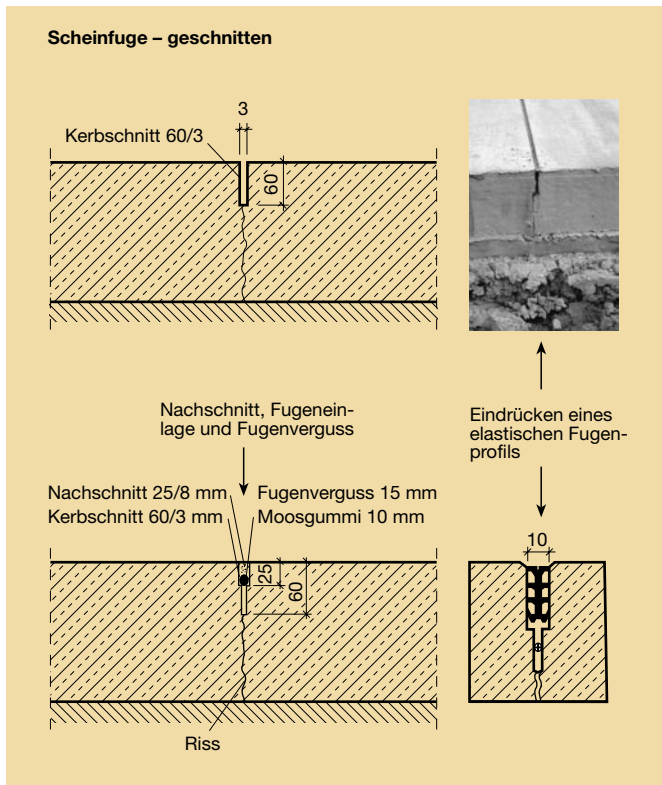 Scheinfuge – geschnitten
3
Kerbschnitt 60/3
60
Nachschnitt, Fugenein-
lage und Fugenverguss
Eindrücken eines
elastischen Fugen-
profils
Nachschnitt 25/8 mm
Fugenverguss 15 mm
Kerbschnitt 60/3 mm
Moosgummi 10 mm
25
60
10
Riss